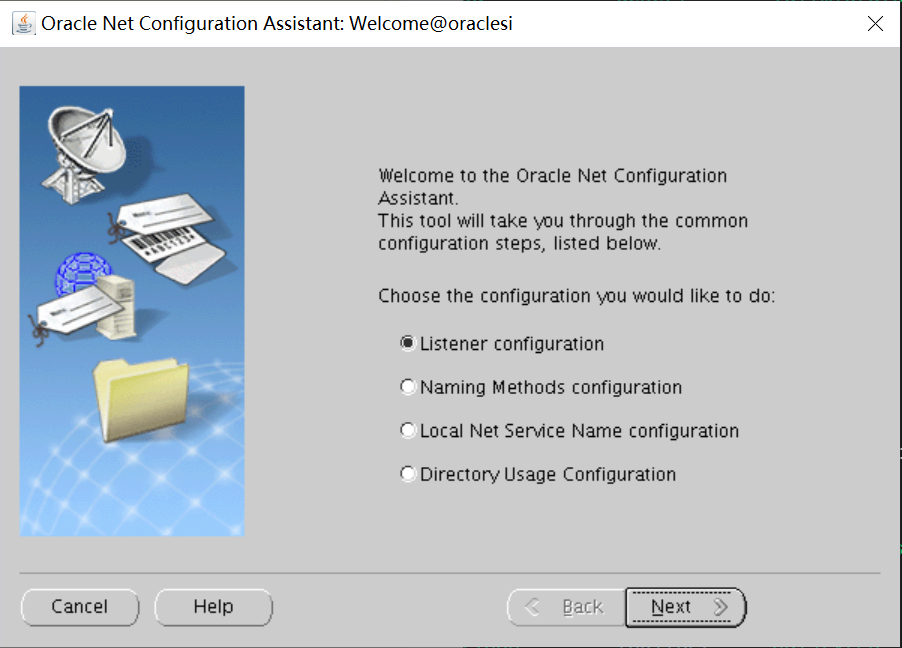 Oracle Net Configuration Assistant: Welcome@oraclesi
Welcome to the Oracle Net Configuration
Assistant.
This tool will take you through the common
configuration steps, listed below.
Choose the configuration you would like to do:
Listener configuration
Naming Methods configuration
Local Net Service Name configuration
Directory Usage Configuration
Cancel
Help
Back
Next